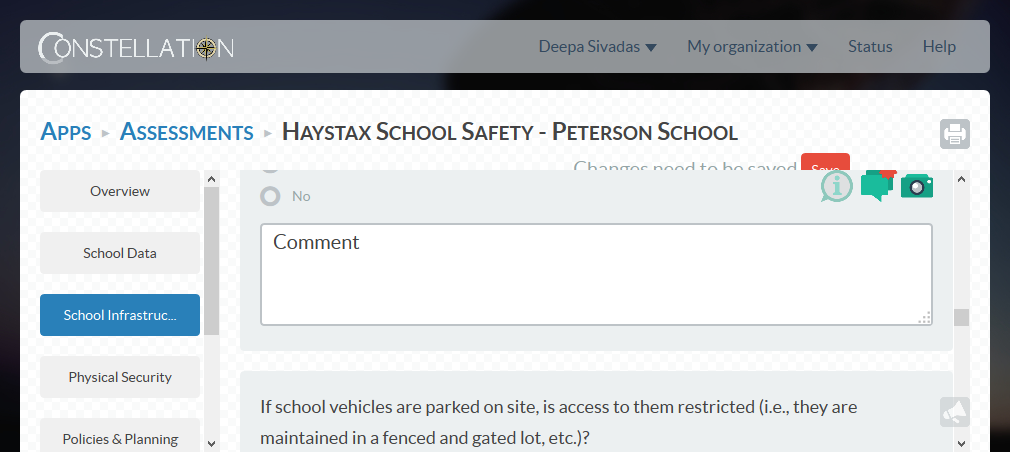 CONSTELLATION
Deepa Sivadas My organization Status Help
APPS ASSESSMENTS HAYSTAX SCHOOL SAFETY - PETERSON SCHOOL
Changes need to be saved Save
Overview
No
School Data
Comment
School Infrastruc...
Physical Security
Policies & Planning
If school vehicles are parked on site, is access to them restricted (i.e., they are
maintained in a fenced and gated lot, etc.)?